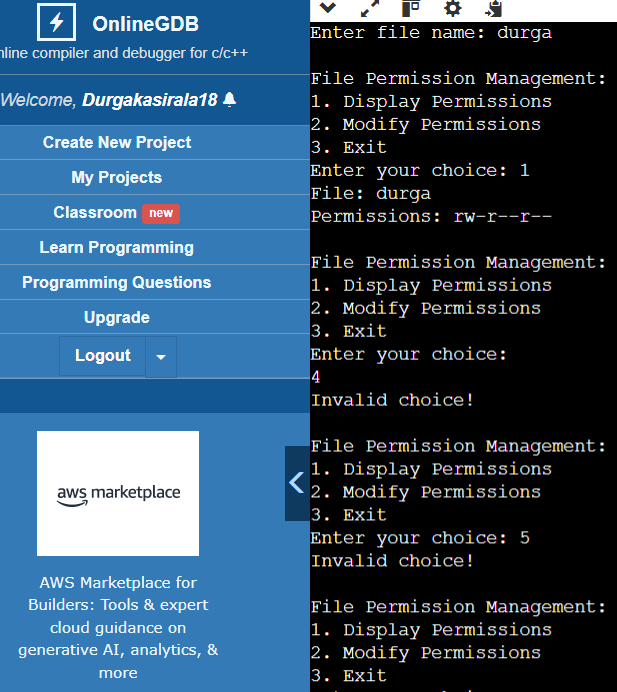 OnlineGDB
nline compiler and debugger for c/c++
Welcome, Durgakasirala18
Create New Project
My Projects
Classroom new
Learn Programming
Programming Questions
Upgrade
Logout
aws marketplace
AWS Marketplace for
Builders: Tools & expert
cloud guidance on
generative AI, analytics, &
more
Enter file name: durga
File Permission Management:
1. Display Permissions
2. Modify Permissions
3. Exit
Enter your choice: 1
File: durga
Permissions: rw-r--r--
File Permission Management:
1. Display Permissions
2. Modify Permissions
3. Exit
Enter your choice:
4
Invalid choice!
File Permission Management:
1. Display Permissions
2. Modify Permissions
3. Exit
Enter your choice: 5
Invalid choice!
File Permission Management:
1. Display Permissions
2. Modify Permissions
3. Exit